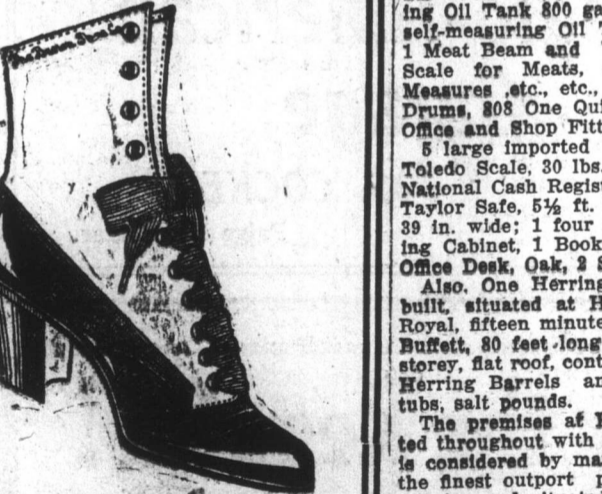 ing Oil Tank 800 ga
self-measuring Oil T
1 Meat Beam and
Scale for Meats,
Measures ,etc., etc.,
Drums, 808 One Qui
Office and Shop Fitt
5 large imported
Toledo Scale, 30 lbs.
National Cash Regis
Taylor Safe, 5½ ft.
39 in. wide; 1 four
ing Cabinet, 1 Book
Office Desk, Oak, 2 S
Also, One Herring
built, situated at H
Royal, fifteen minute
Buffett, 80 feet long
storey, flat roof, cont
Herring Barrels an
tubs, salt pounds.
The premises at
ted throughout with
is considered by ma
the finest outport p